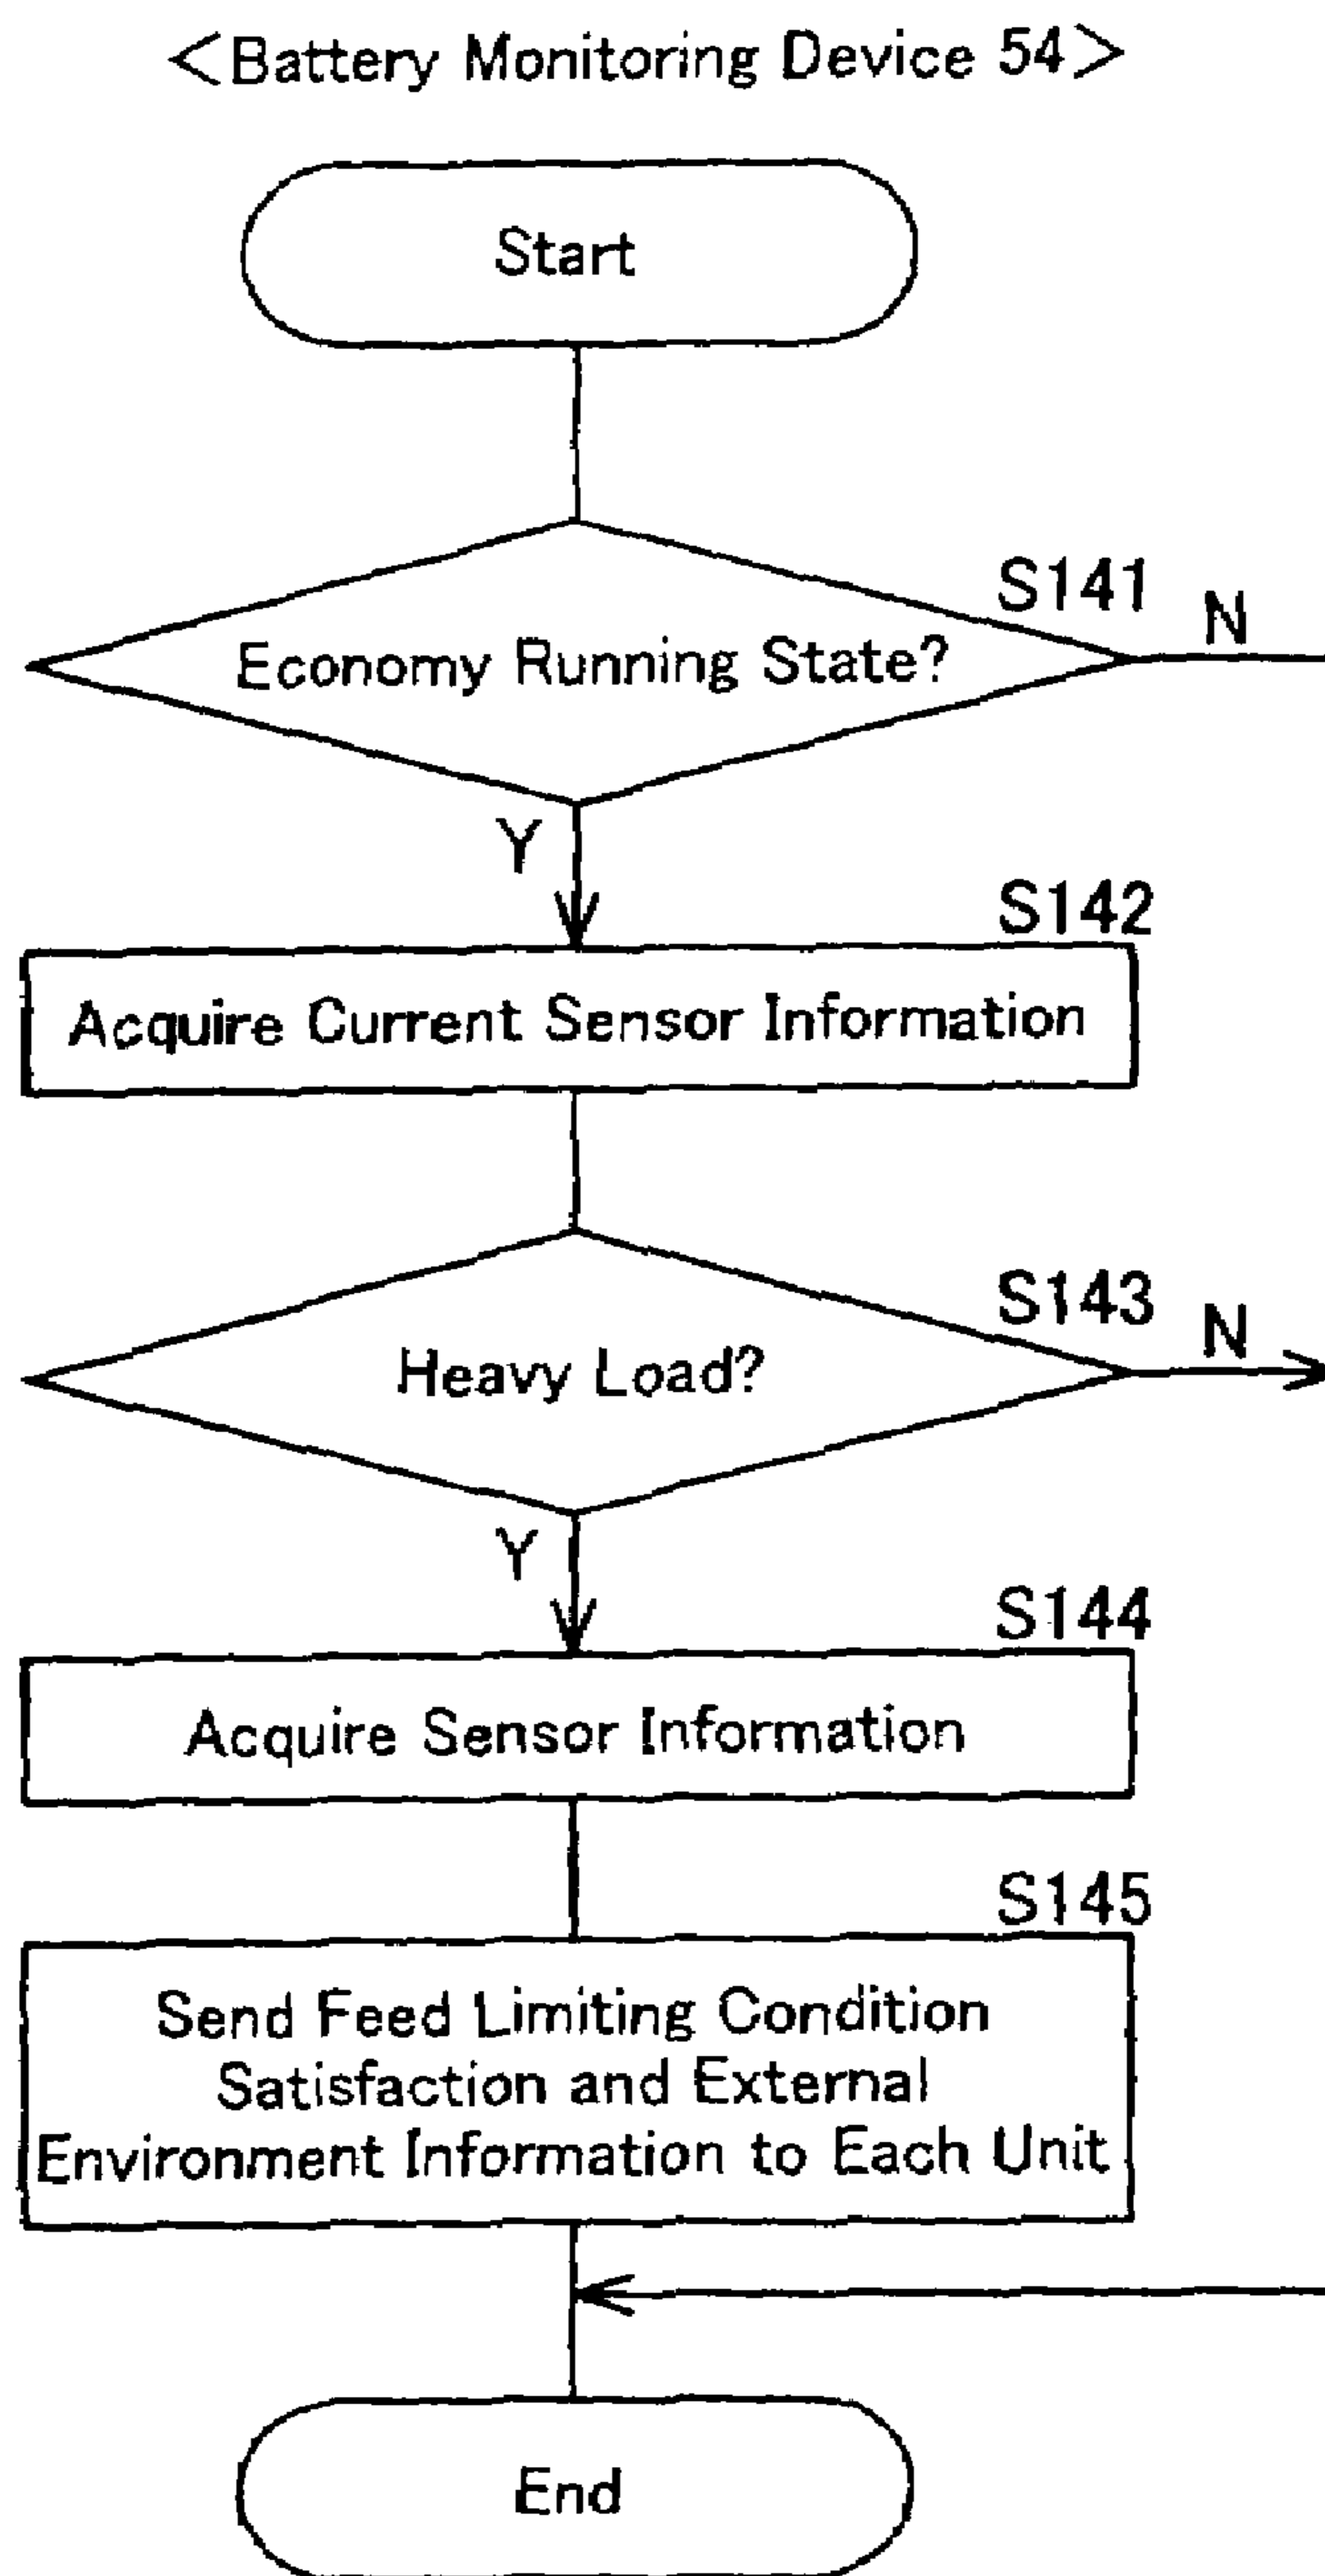 <Battery Monitoring Device 54>
Start
S141
Economy Running State?
N
Y
S142
Acquire Current Sensor Information
S143
Heavy Load?
N
Y
S144
Acquire Sensor Information
S145
Send Feed Limiting Condition
Satisfaction and External
Environment Information to Each Unit
End